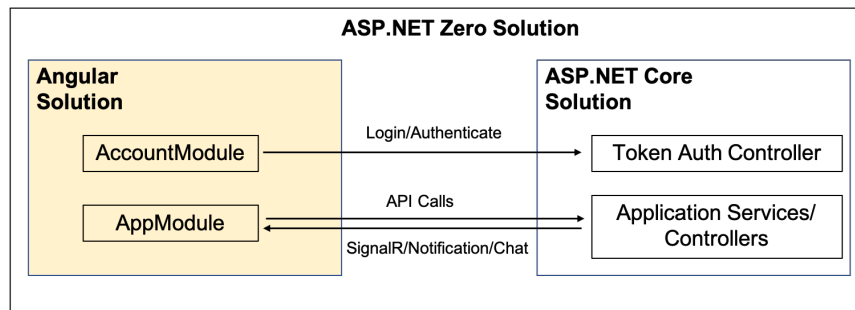 ASP.NET Zero Solution
Angular
Solution
ASP.NET Core
Solution
AccountModule
Login/Authenticate
Token Auth Controller
AppModule
API Calls
SignalR/Notification/Chat
Application Services/
Controllers